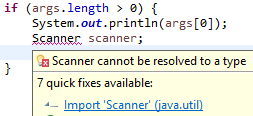 if (args.length > 0) {
System.out.println(args[0]);
Scanner scanner;
Scanner cannot be resolved to a type
}
7 quick fixes available:
Import 'Scanner' (java.util)